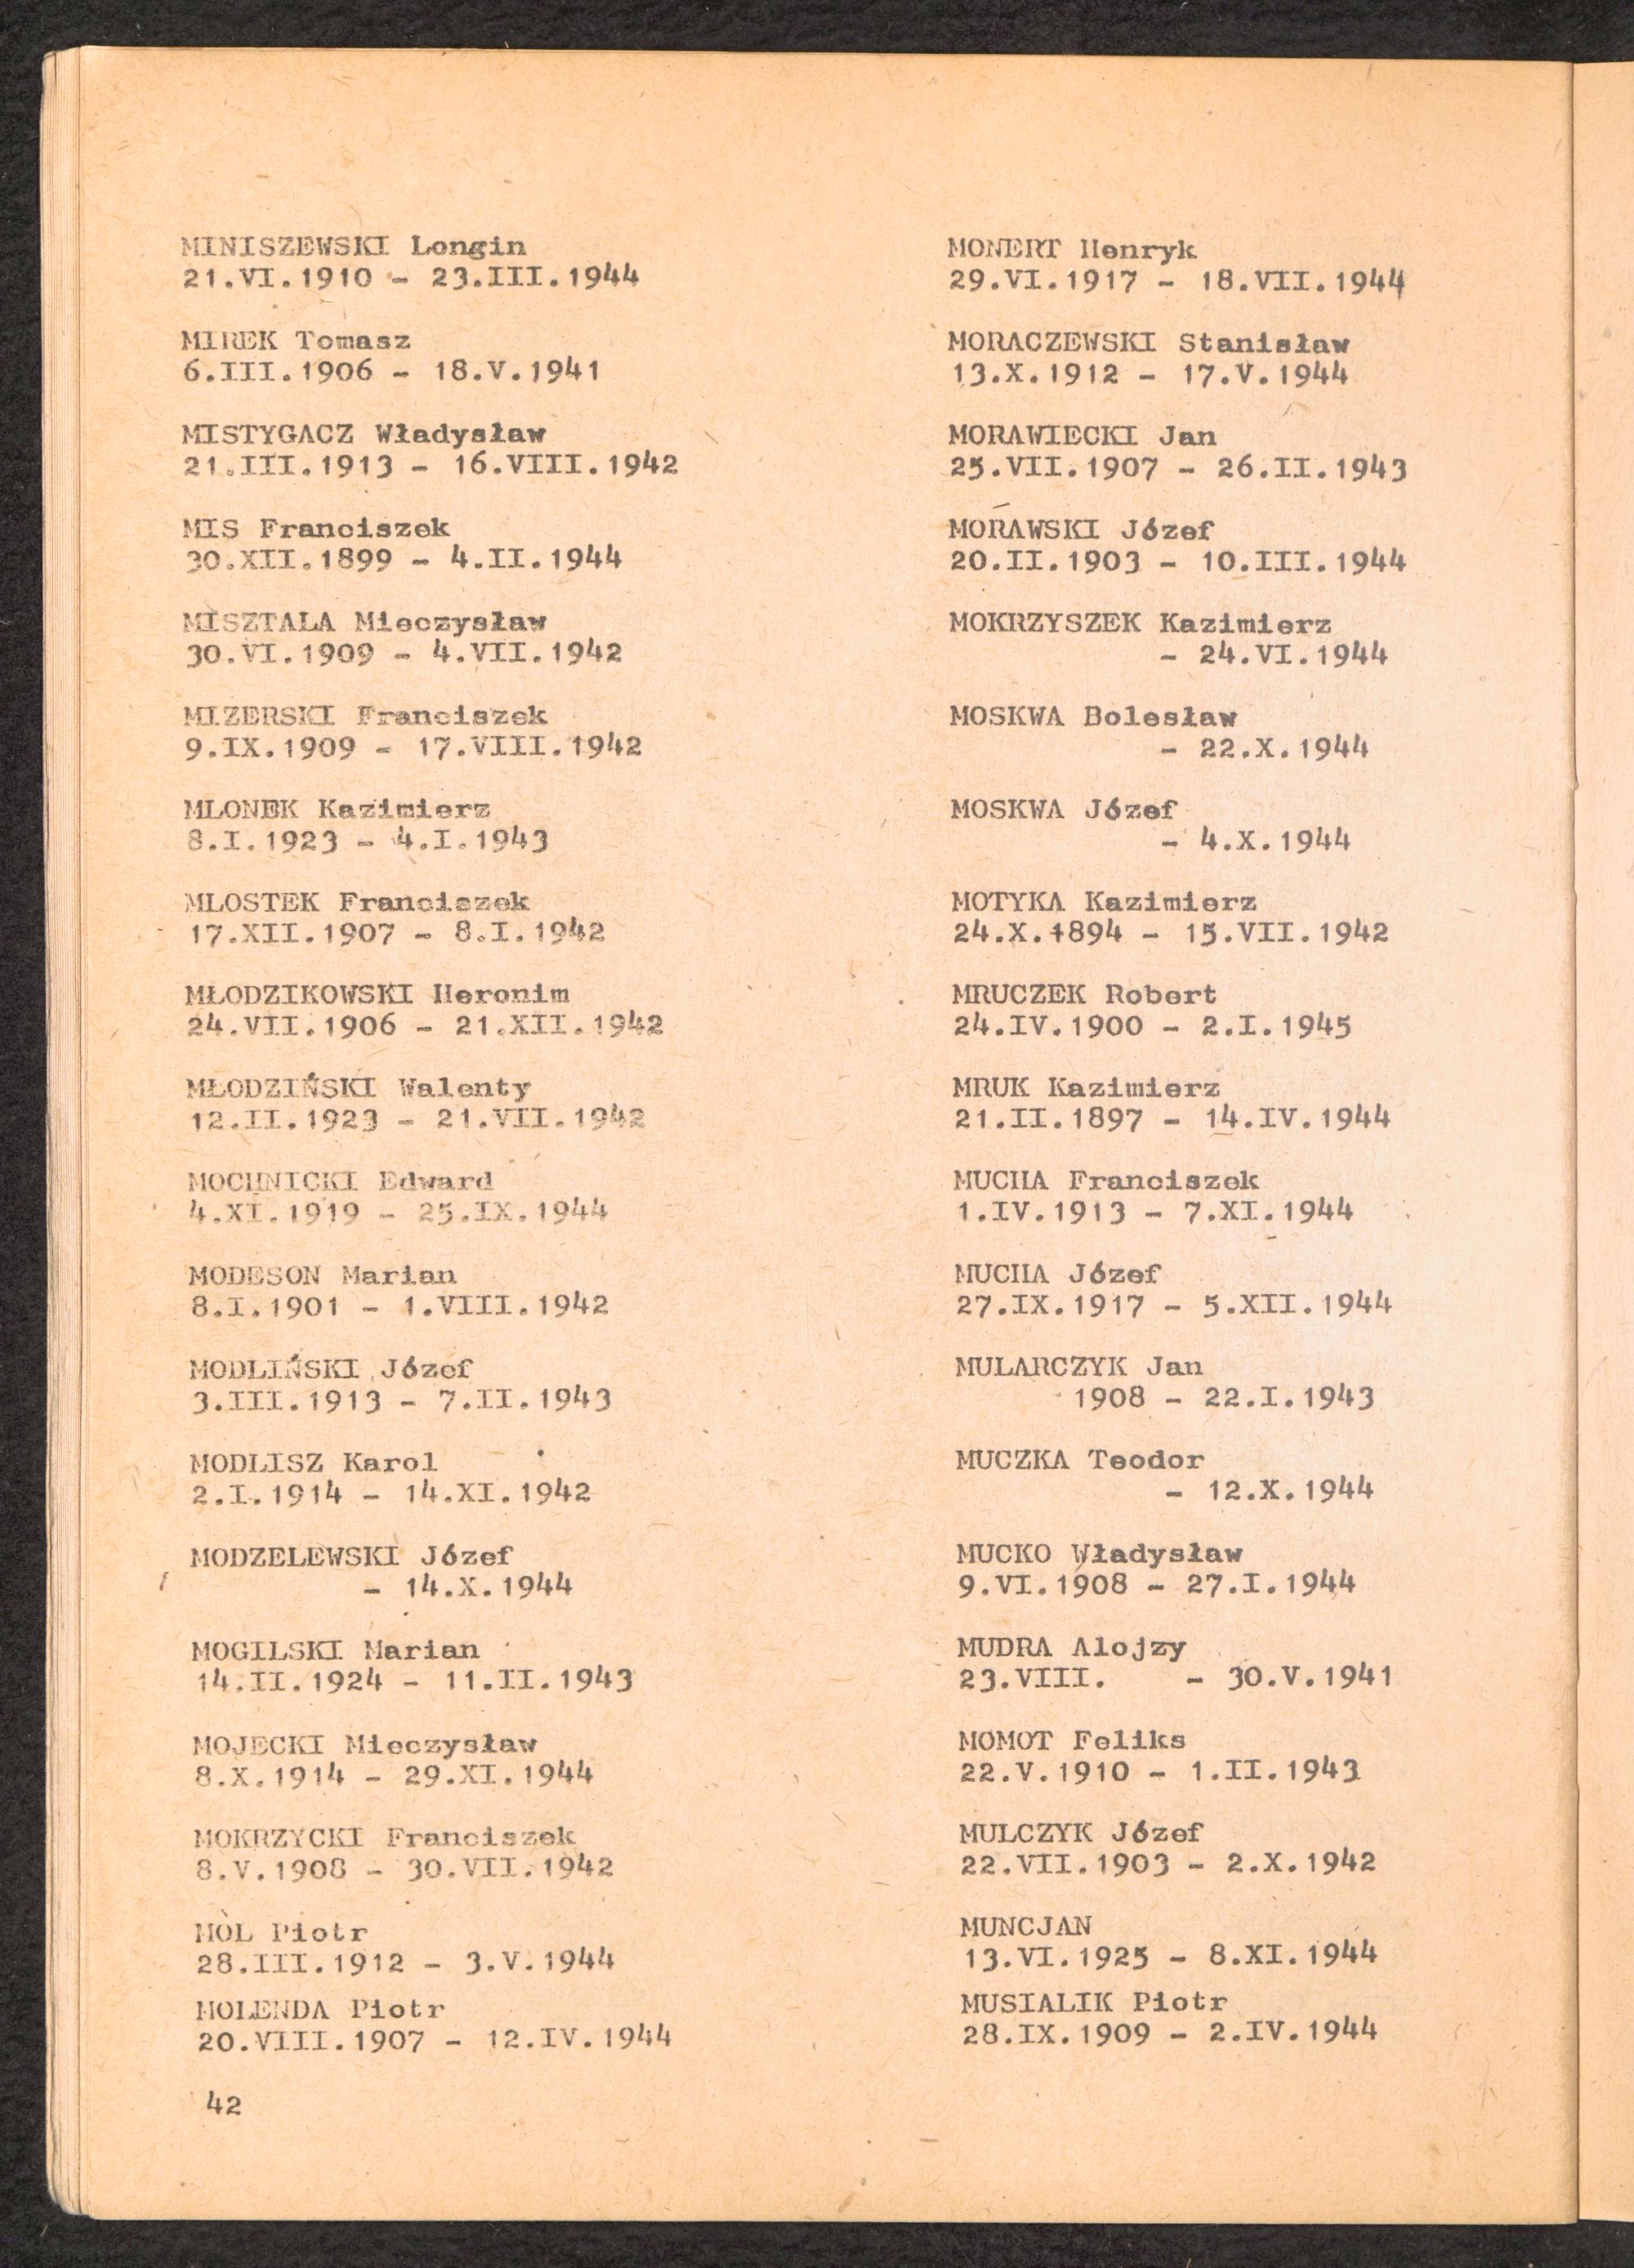 MINISZEWSKI Longin
21.VI.1910 - 23.III.1944
MIREK Tomasz
6.III.1906 - 18.V.1941
MISTYGACZ Władysław
21.III.1913 - 16.VIII.1942
MIS Franciszek
30.XII.1899 - 4.II.1944
MISZTALA Mieczysław
30.VI.1909 - 4.VII.1942
MIZERSKI Franciszek
9.IX.1909 - 17.VIII.1942
MLONEK Kazimierz
8.I.1923 - 4.I.1943
MLOSTEK Franciszek
17.XII.1907 - 8.I.1942
MŁODZIKOWSKI Heronim
24.VII.1906 - 21.XII.1942
MŁODZIŃSKI Walenty
12.II.1923 - 21.VII.1942
MOCHNICKI Edward
4.XI.1919 - 25.IX.1944
MODESON Marian
8.I.1901 - 1.VIII.1942
MODLIŃSKI Józef
3.III.1913 - 7.II.1943
MODLISZ Karol
2.I.1914 - 14.XI.1942
MODZELEWSKI Józef
- 14.X.1944
MOGILSKI Marian
14.II.1924 - 11.II.1943
MOJECKI Mieczysław
8.X.1914 - 29.XI.1944
MOKRZYCKI Franciszek
8.V.1908 - 30.VII.1942
MOL Piotr
28.III.1912 - 3.V.1944
MOLENDA Piotr
20.VIII.1907 - 12.IV.1944
42
MONERT Henryk
29.VI.1917 - 18.VII.1944
MORACZEWSKI Stanisław
13.X.1912 - 17.V.1944
MORAWIECKI Jan
25.VII.1907 - 26.II.1943
MORAWSKI Józef
20.II.1903 - 10.III.1944
MOKRZYSZEK Kazimierz
- 24.VI.1944
MOSKWA Bolesław
- 22.X.1944
MOSKWA Józef
- 4.X.1944
MOTYKA Kazimierz
24.X.1894 - 15.VII.1942
MRUCZEK Robert
24.IV.1900 - 2.I.1945
MRUK Kazimierz
21.II.1897 - 14.IV.1944
MUCHA Franciszek
1.IV.1913 - 7.XI.1944
MUCHA Józef
27.IX.1917 - 5.XII.1944
MULARCZYK Jan
1908 - 22.I.1943
MUCZKA Teodor
- 12.X.1944
MUCKO Władysław
9.VI.1908 - 27.I.1944
MUDRA Alojzy
23.VIII. - 30.V.1941
MOMOT Feliks
22.V.1910 - 1.II.1943
MULCZYK Józef
22.VII.1903 - 2.X.1942
MUNCJAN
13.VI.1925 - 8.XI.1944
MUSIALIK Piotr
28.IX.1909 - 2.IV.1944